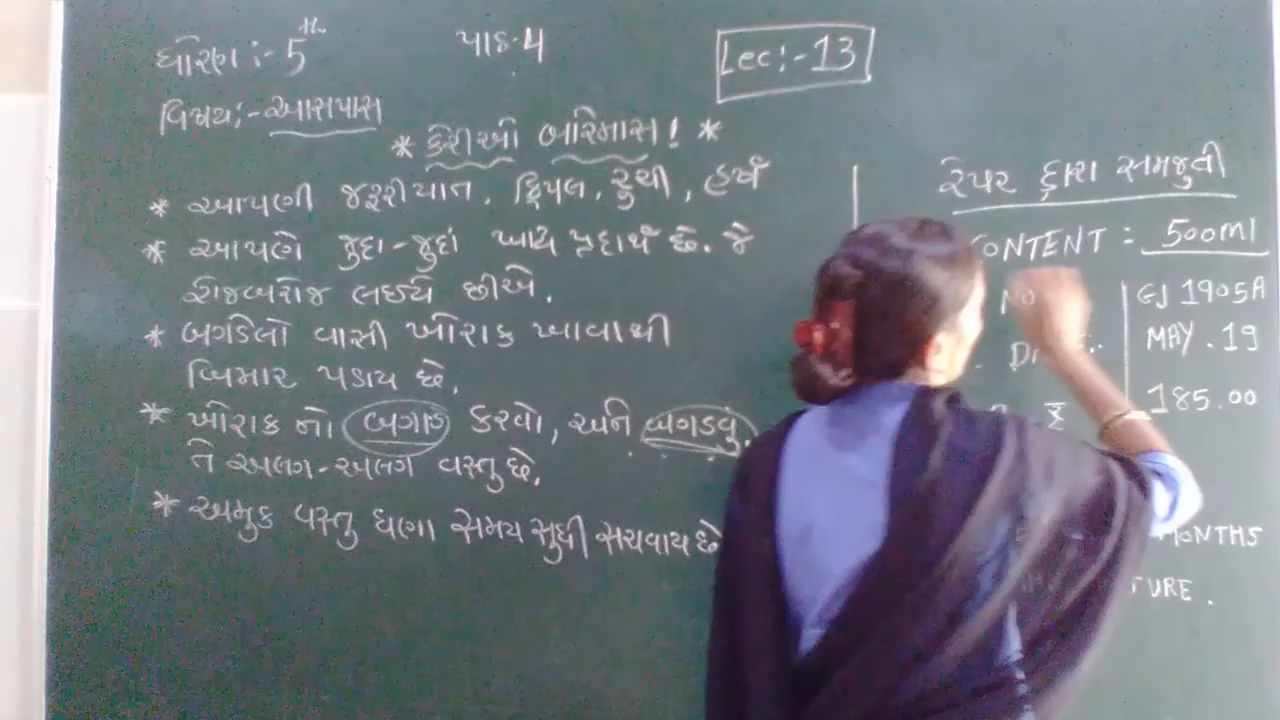 ધોરણ :- 5th
પાઠ-4
Lec :- 13
વિષય :- આસપાસ
* કેરીઓ બારેમાસ ! *
* આપણી જરૂરીયાત,
* આપણે જુદા-જુદાં ખાદ્ય પદાર્થ છે. જે
રોજબરોજ લઈએ છીએ.
* બગડેલો વાસી ખોરાક ખાવાથી
બિમાર પડાય છે.
* ખોરાક નો બગાડ કરવો, અને બગડવુ.
તે અલગ-અલગ વસ્તુ છે.
* અમુક વસ્તુ ઘણા સમય સુધી સચવાય છે
રેપર દ્વારા સમજુતી
CONTENT : 500ml
NO GJ 1905A
MAY . 19
₹ 185.00
MONTHS
TURE .